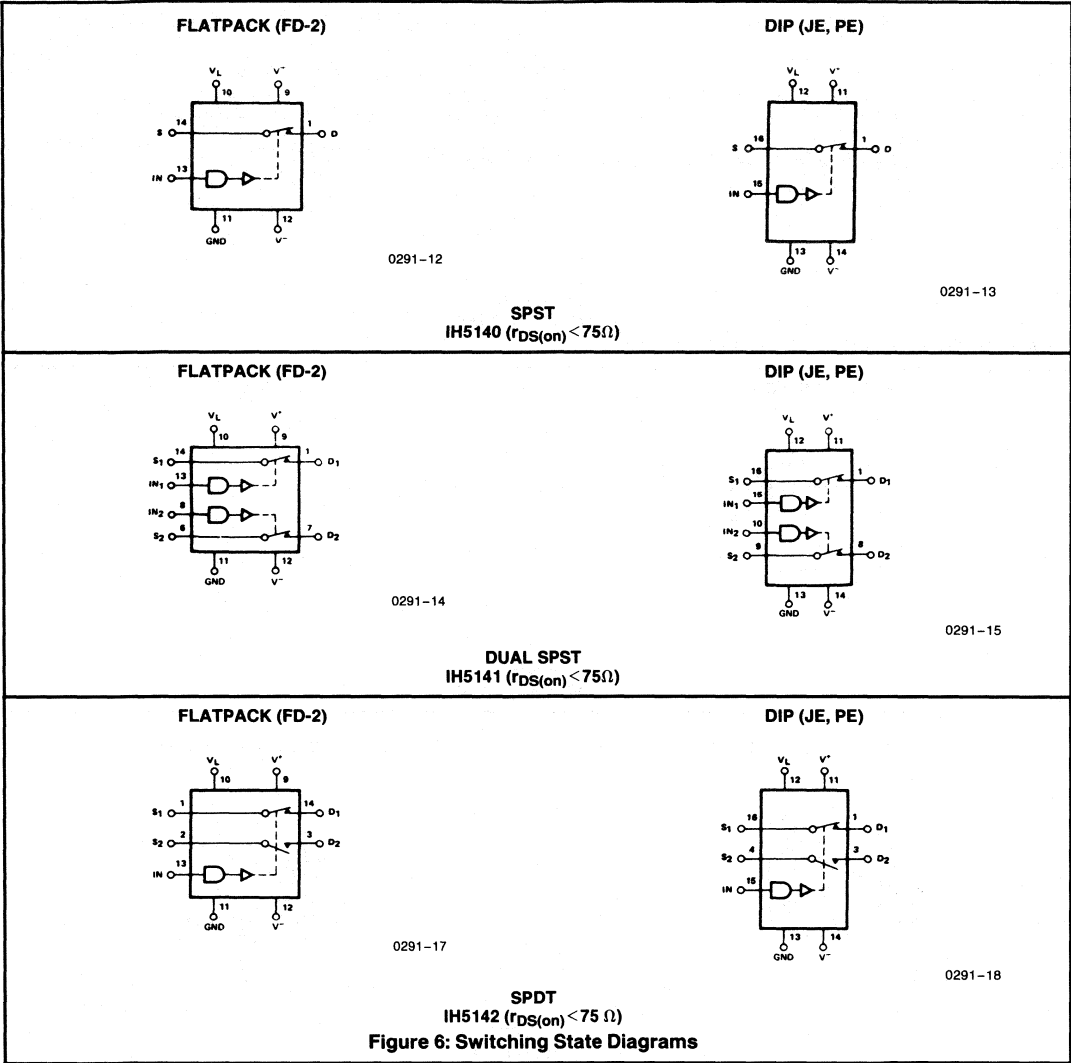 FLATPACK (FD-2)
VL V⁺
10 9
14 1
S D
13
IN
11 12
GND V⁻
0291–12
DIP (JE, PE)
VL V⁺
12 11
16 1
S D
15
IN
13 14
GND V⁻
0291–13
SPST
IH5140 (rDS(on) <75Ω)
FLATPACK (FD-2)
VL V⁺
10 9
14 1
S1 D1
13
IN1
8
IN2
6 7
S2 D2
11 12
GND V⁻
0291–14
DIP (JE, PE)
VL V⁺
12 11
16 1
S1 D1
15
IN1
10
IN2
9 8
S2 D2
13 14
GND V⁻
0291–15
DUAL SPST
IH5141 (rDS(on) <75Ω)
FLATPACK (FD-2)
VL V⁺
10 9
1 14
S1 D1
2 3
S2 D2
13
IN
11 12
GND V⁻
0291–17
DIP (JE, PE)
VL V⁺
12 11
16 1
S1 D1
4 3
S2 D2
15
IN
13 14
GND V⁻
0291–18
SPDT
IH5142 (rDS(on) <75 Ω)
Figure 6: Switching State Diagrams